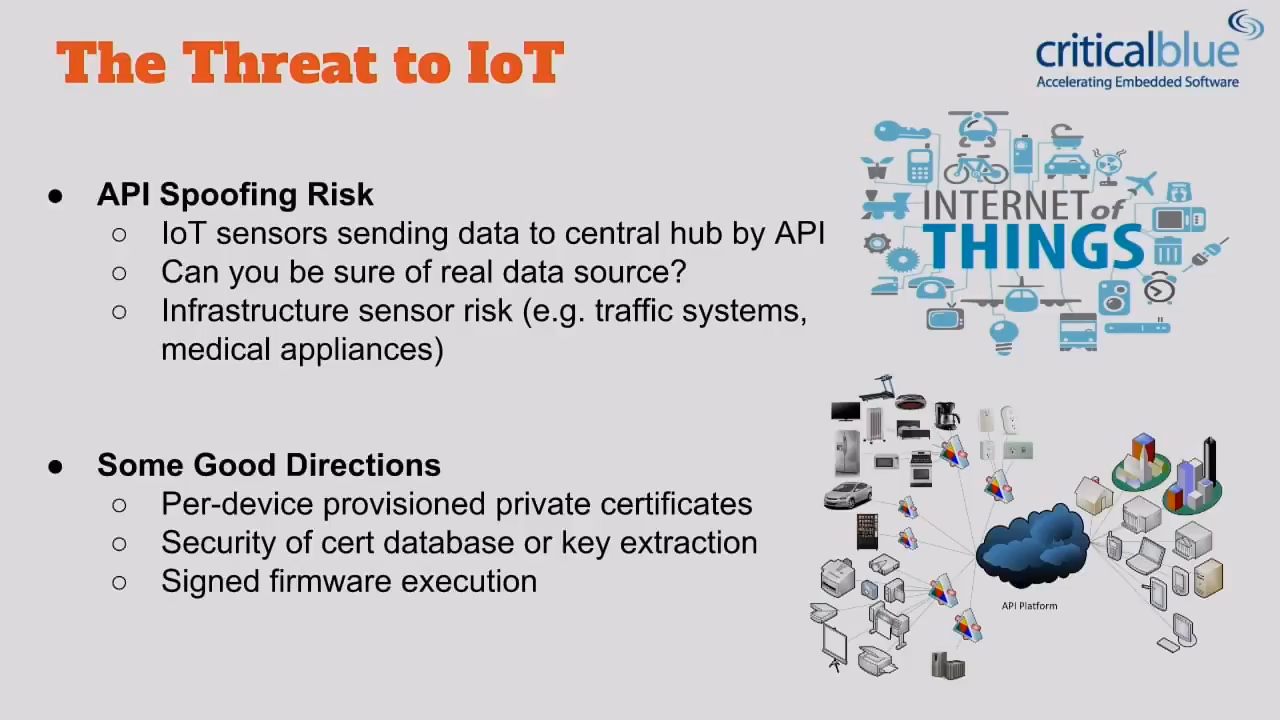 The Threat to IoT
criticalblue
Accelerating Embedded Software
● API Spoofing Risk
○ IoT sensors sending data to central hub by API
○ Can you be sure of real data source?
○ Infrastructure sensor risk (e.g. traffic systems,
medical appliances)
INTERNET of
THINGS
● Some Good Directions
○ Per-device provisioned private certificates
○ Security of cert database or key extraction
○ Signed firmware execution
API Platform